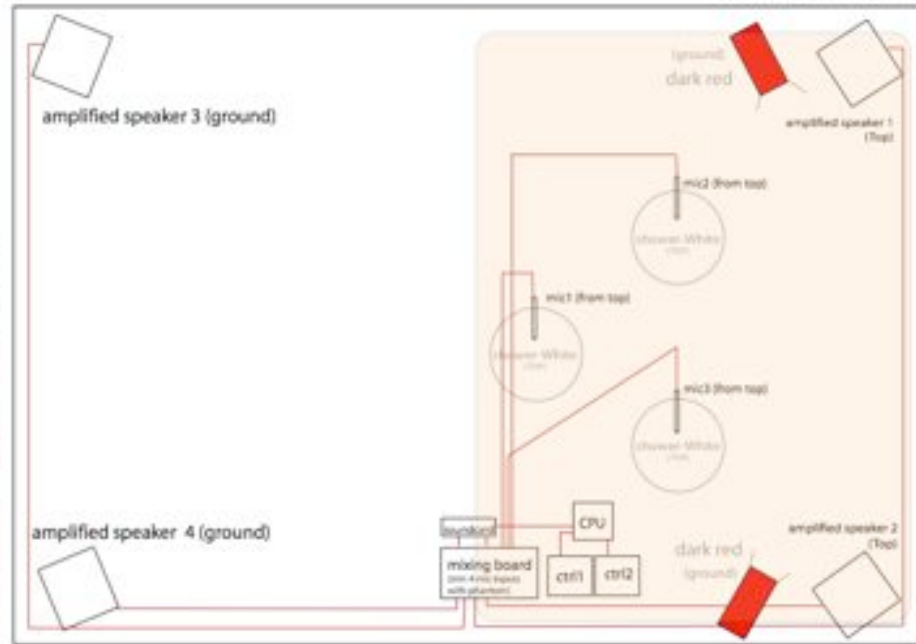 (ground)
dark red
amplified speaker 3 (ground)
amplified speaker 1
(Top)
mic2 (from top)
shower-White
mic1 (from top)
shower-White
mic3 (from top)
shower-White
amplified speaker 4 (ground)
CPU
amplified speaker 2
(Top)
mixing board
(min 4 mic inputs
with phantom)
ctrl1
ctrl2
dark red
(ground)